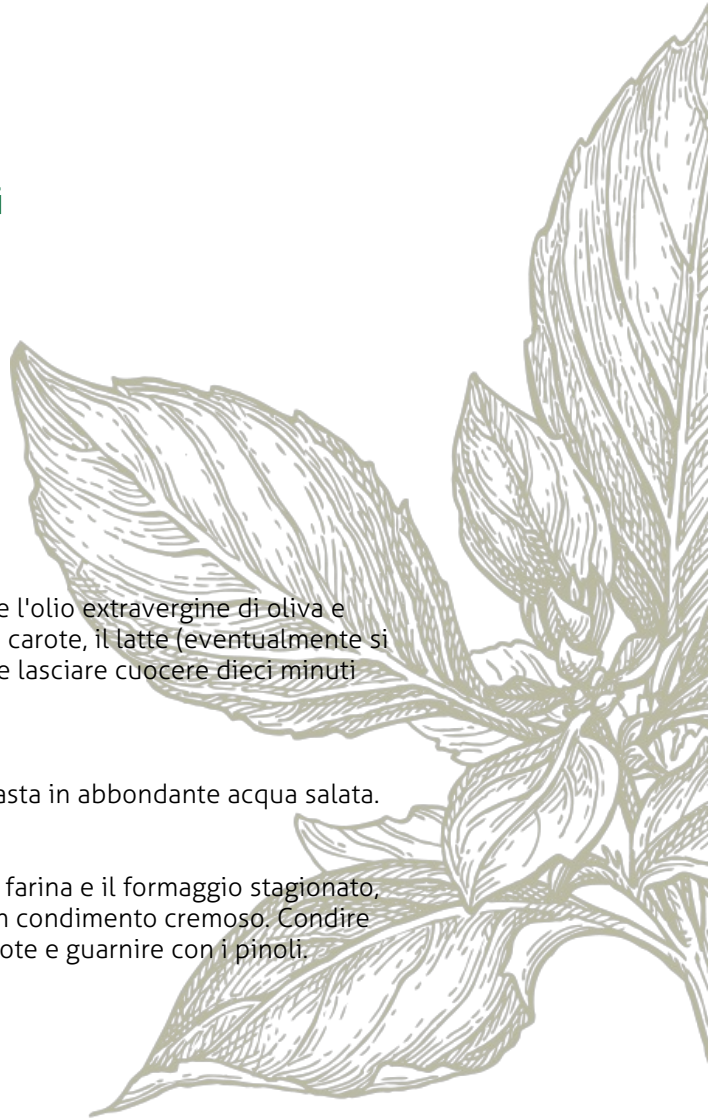 e l'olio extravergine di oliva e
carote, il latte (eventualmente si
e lasciare cuocere dieci minuti
asta in abbondante acqua salata.
farina e il formaggio stagionato,
condimento cremoso. Condire
ote e guarnire con i pinoli.